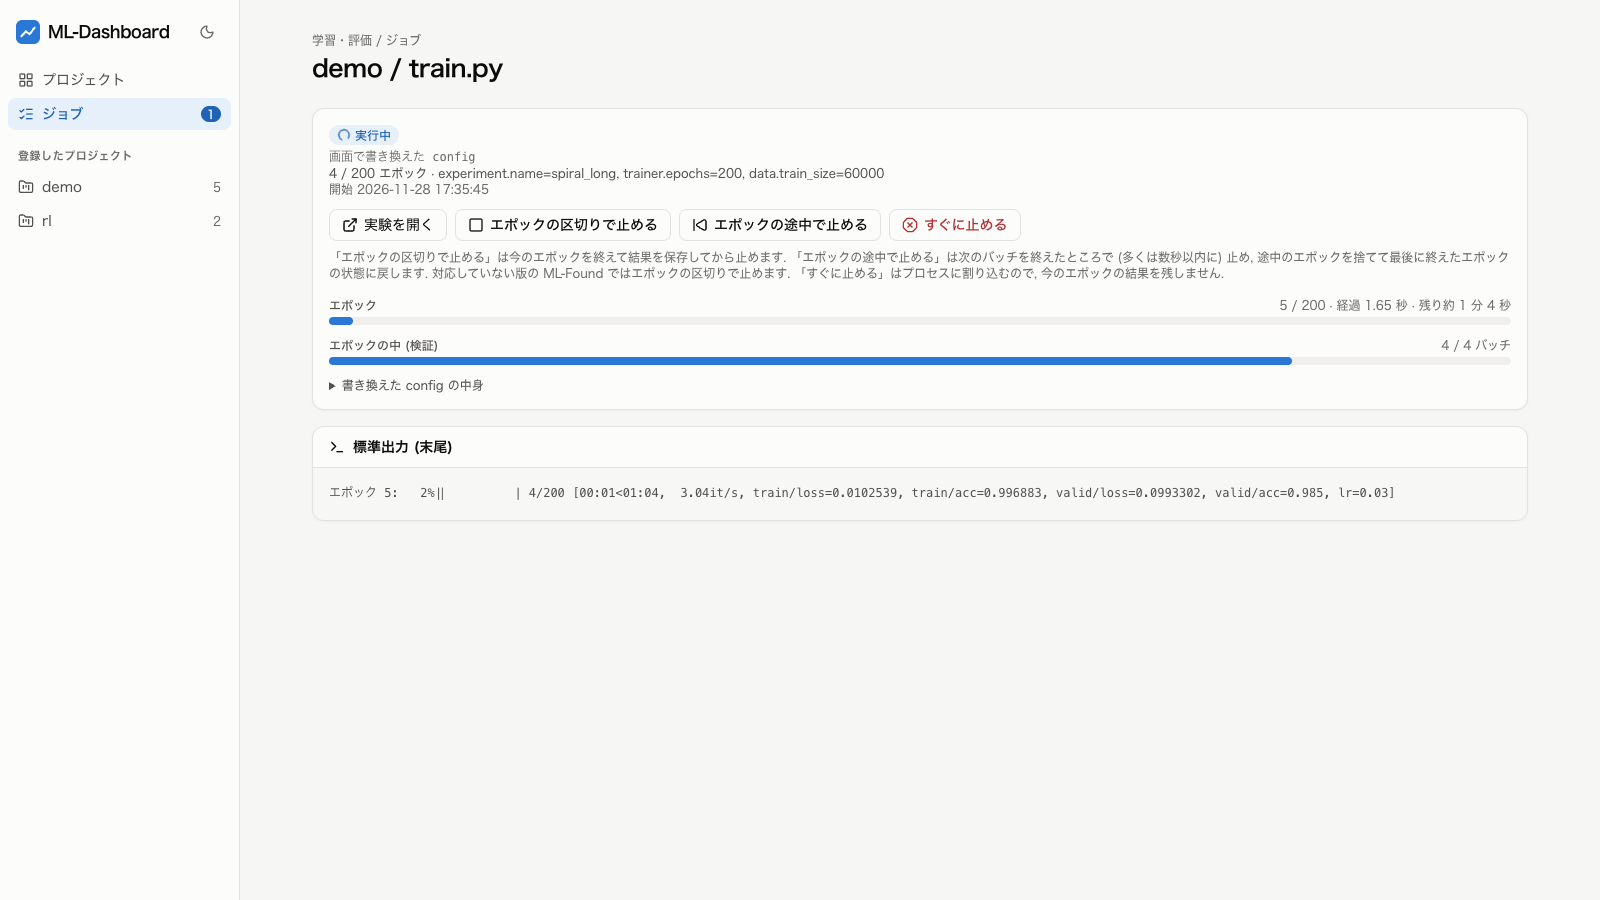 ML-Dashboard
プロジェクト
ジョブ 1
登録したプロジェクト
demo 5
rl 2
学習・評価 / ジョブ
demo / train.py
実行中
画面で書き換えた config
4 / 200 エポック · experiment.name=spiral_long, trainer.epochs=200, data.train_size=60000
開始 2026-11-28 17:35:45
実験を開く エポックの区切りで止める エポックの途中で止める すぐに止める
「エポックの区切りで止める」は今のエポックを終えて結果を保存してから止めます. 「エポックの途中で止める」は次のバッチを終えたところで (多くは数秒以内に) 止め, 途中のエポックを捨てて最後に終えたエポック
の状態に戻します. 対応していない版の ML-Found ではエポックの区切りで止めます. 「すぐに止める」はプロセスに割り込むので, 今のエポックの結果を残しません.
エポック 5 / 200 · 経過 1.65 秒 · 残り約 1 分 4 秒
エポックの中 (検証) 4 / 4 バッチ
書き換えた config の中身
標準出力 (末尾)
エポック 5:   2%||          | 4/200 [00:01<01:04,  3.04it/s, train/loss=0.0102539, train/acc=0.996883, valid/loss=0.0993302, valid/acc=0.985, lr=0.03]